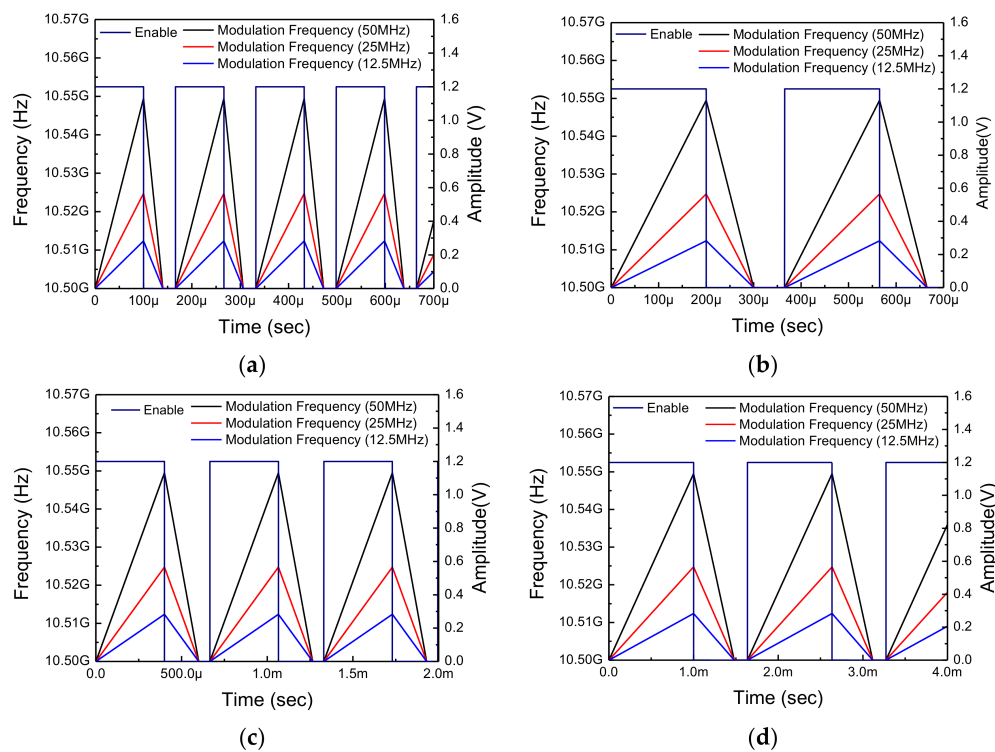 10.57G
10.56G
10.55G
10.54G
10.53G
10.52G
10.51G
10.50G
Frequency (Hz)
Enable
Modulation Frequency (50MHz)
Modulation Frequency (25MHz)
Modulation Frequency (12.5MHz)
1.6
1.4
1.2
1.0
0.8
0.6
0.4
0.2
0.0
Amplitude (V)
0 100µ 200µ 300µ 400µ 500µ 600µ 700µ
Time (sec)
(a)
10.57G
10.56G
10.55G
10.54G
10.53G
10.52G
10.51G
10.50G
Frequency (Hz)
Enable
Modulation Frequency (50MHz)
Modulation Frequency (25MHz)
Modulation Frequency (12.5MHz)
1.6
1.4
1.2
1.0
0.8
0.6
0.4
0.2
0.0
Amplitude(V)
0 100µ 200µ 300µ 400µ 500µ 600µ 700µ
Time (sec)
(b)
10.57G
10.56G
10.55G
10.54G
10.53G
10.52G
10.51G
10.50G
Frequency (Hz)
Enable
Modulation Frequency (50MHz)
Modulation Frequency (25MHz)
Modulation Frequency (12.5MHz)
1.6
1.4
1.2
1.0
0.8
0.6
0.4
0.2
0.0
Amplitude(V)
0.0 500.0µ 1.0m 1.5m 2.0m
Time (sec)
(c)
10.57G
10.56G
10.55G
10.54G
10.53G
10.52G
10.51G
10.50G
Frequency (Hz)
Enable
Modulation Frequency (50MHz)
Modulation Frequency (25MHz)
Modulation Frequency (12.5MHz)
1.6
1.4
1.2
1.0
0.8
0.6
0.4
0.2
0.0
Amplitude(V)
0.0 1.0m 2.0m 3.0m 4.0m
Time (sec)
(d)